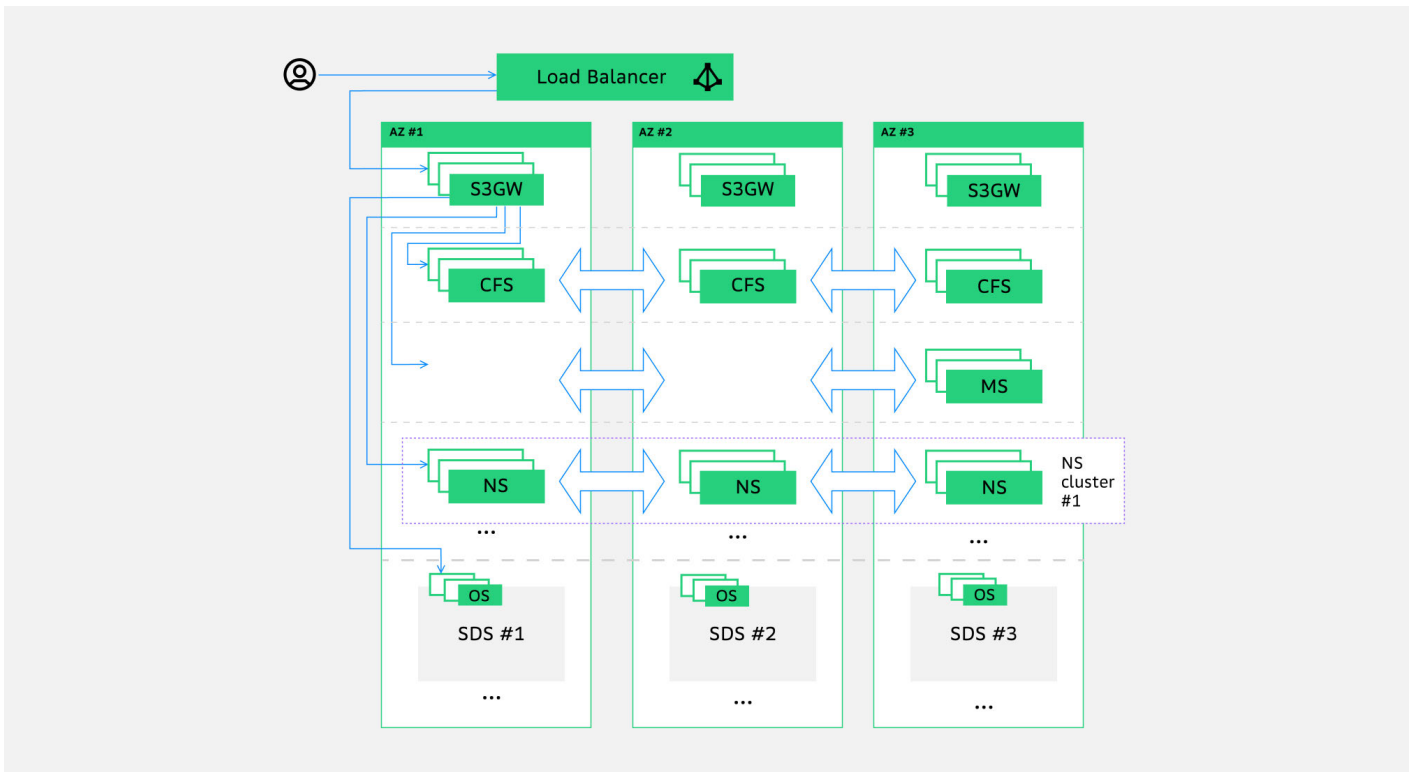 Load Balancer
AZ #1
AZ #2
AZ #3
S3GW
S3GW
S3GW
CFS
CFS
CFS
MS
NS
NS
NS
NS
cluster
#1
...
...
...
OS
OS
OS
SDS #1
SDS #2
SDS #3
...
...
...